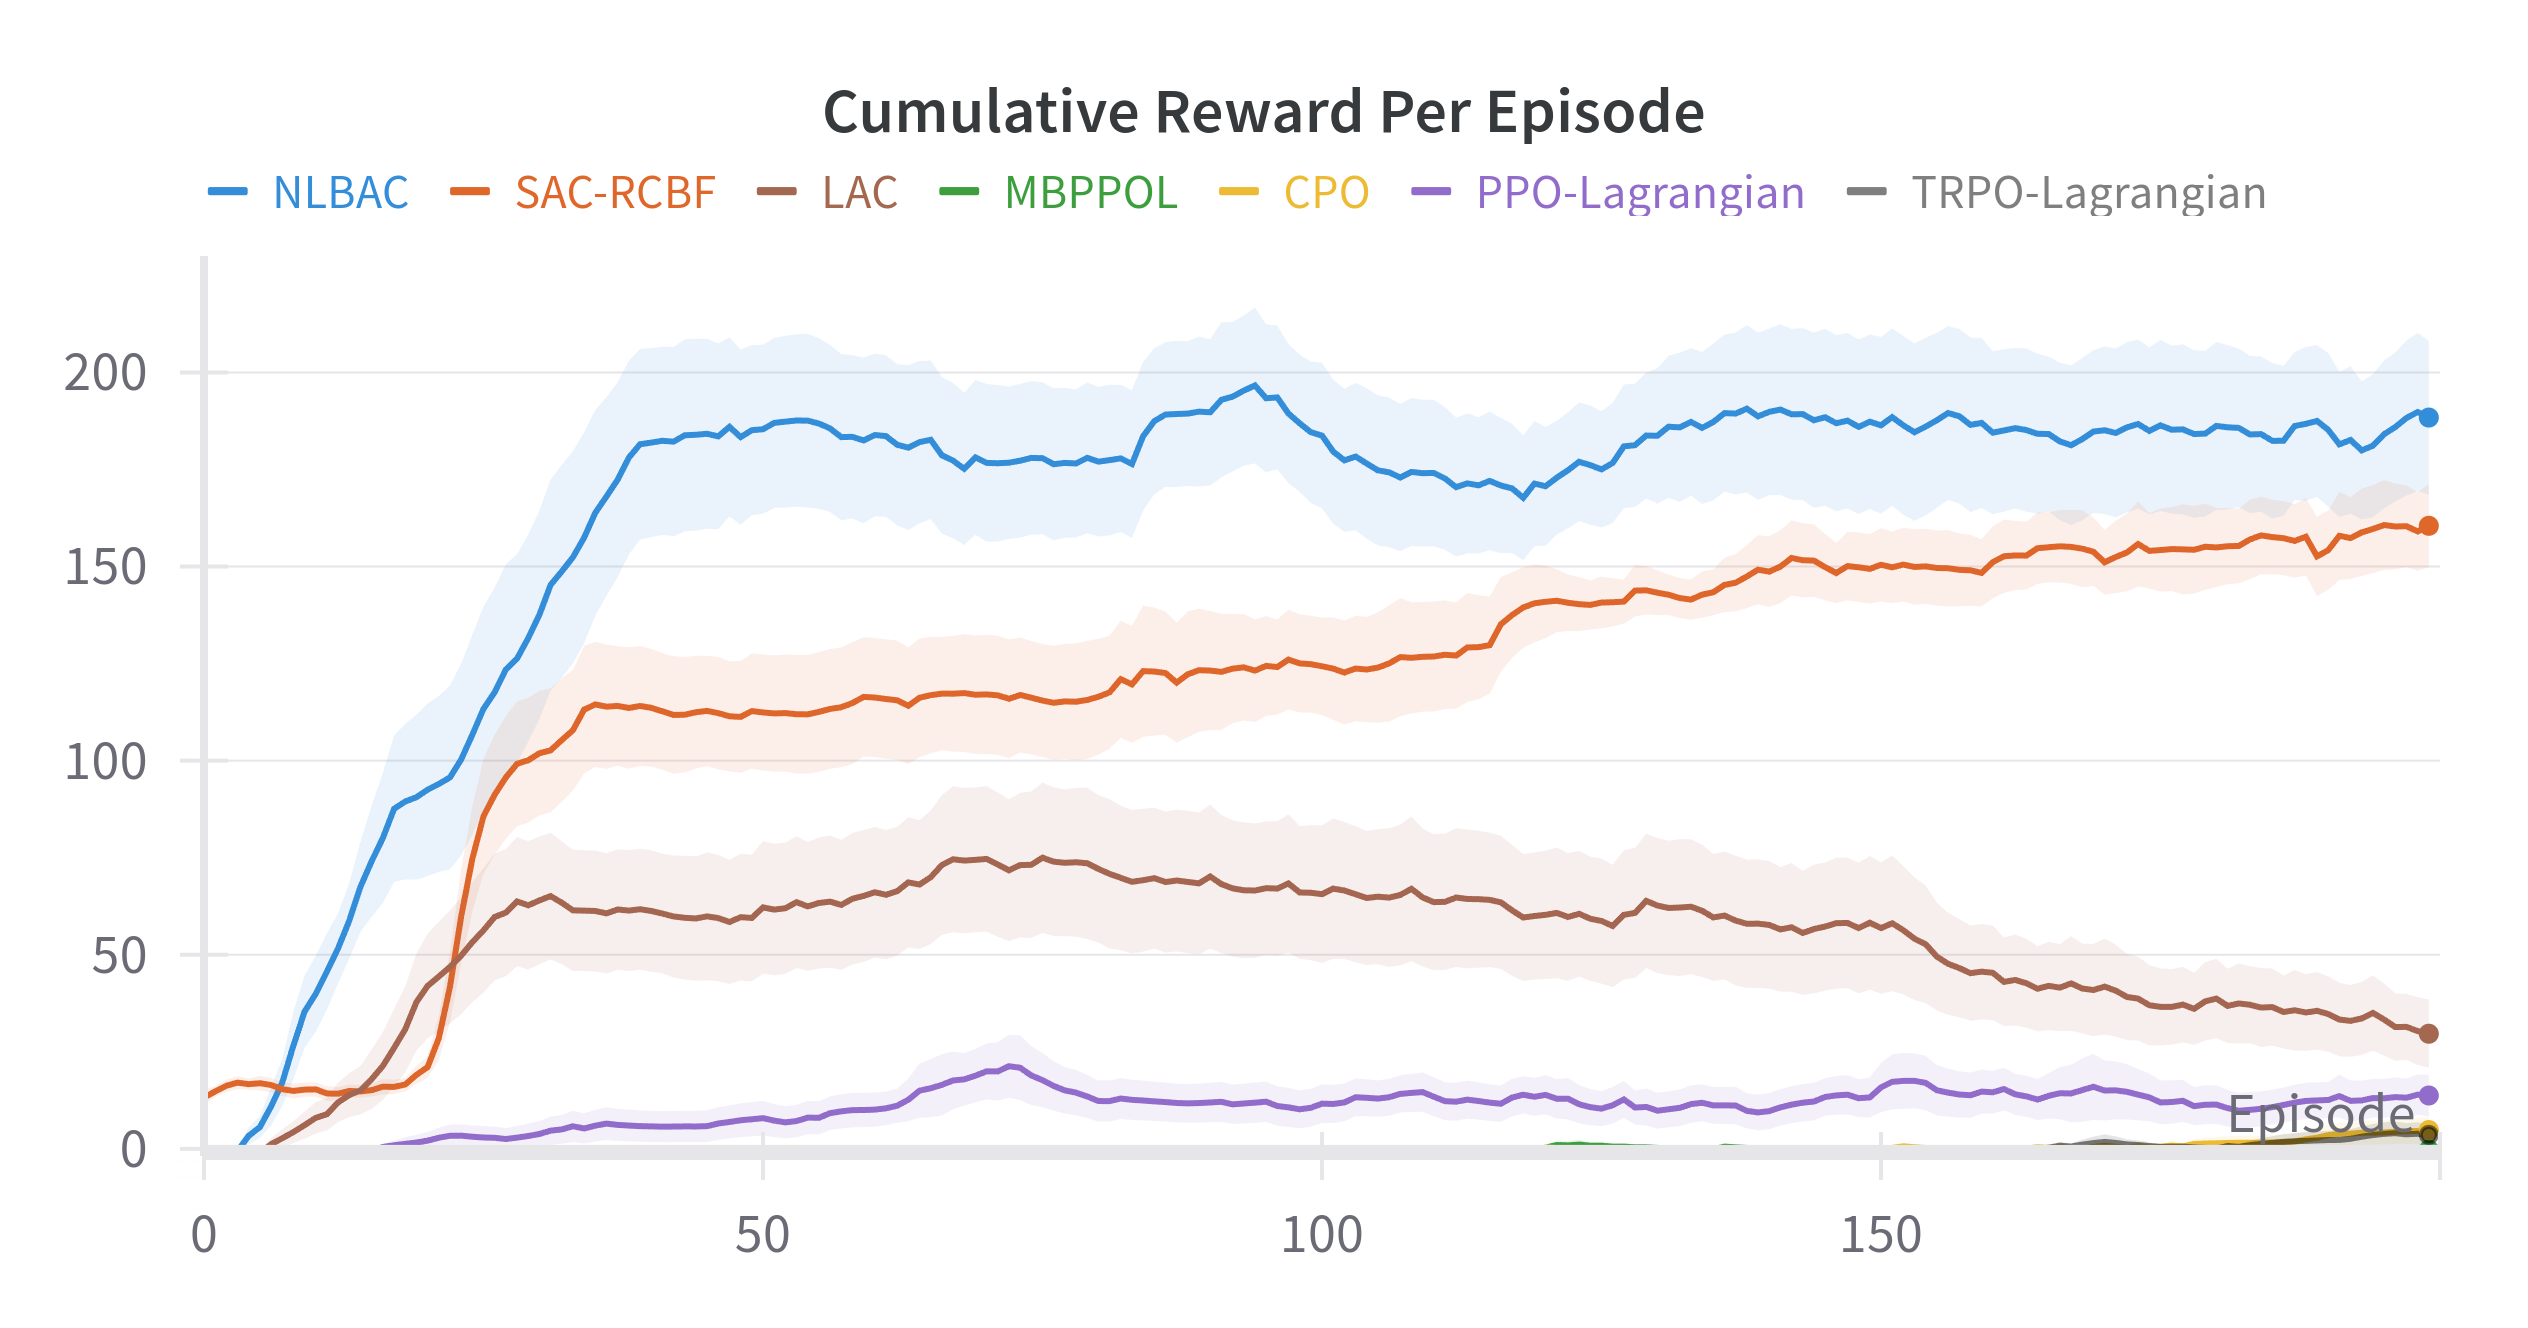 Cumulative Reward Per Episode
NLBAC SAC-RCBF LAC MBPPOL CPO PPO-Lagrangian TRPO-Lagrangian
200
150
100
50
Episode
0
0 50 100 150